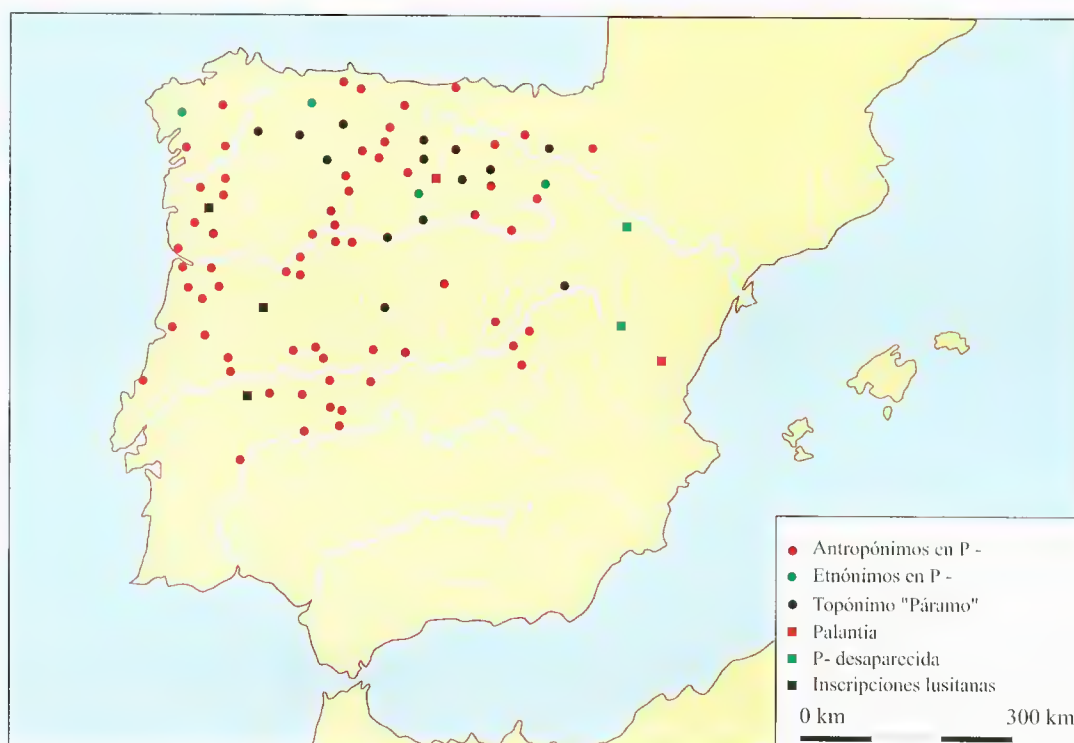 Antropónimos en P -
Etnónimos en P -
Topónimo "Páramo"
Palantia
P- desaparecida
Inscripciones lusitanas
0 km 300 km